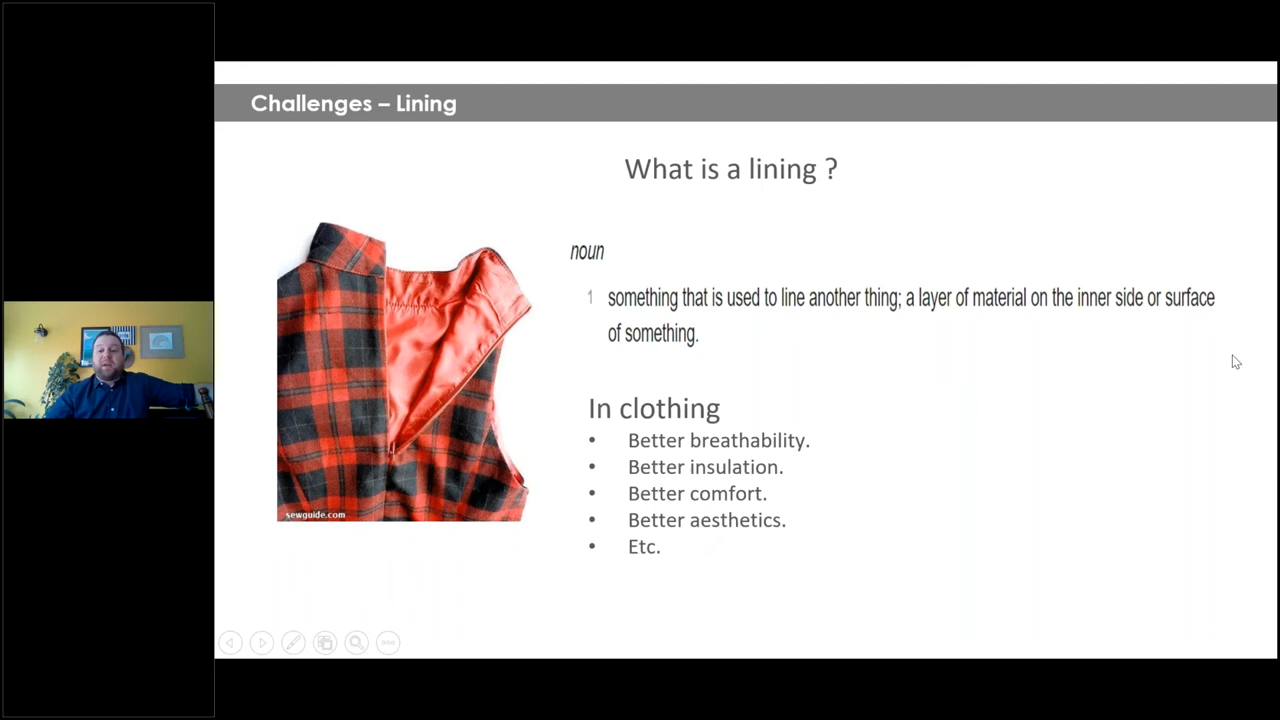 Challenges – Lining
What is a lining ?
noun
1 something that is used to line another thing; a layer of material on the inner side or surface
of something.
In clothing
• Better breathability.
• Better insulation.
• Better comfort.
• Better aesthetics.
• Etc.
sewguide.com